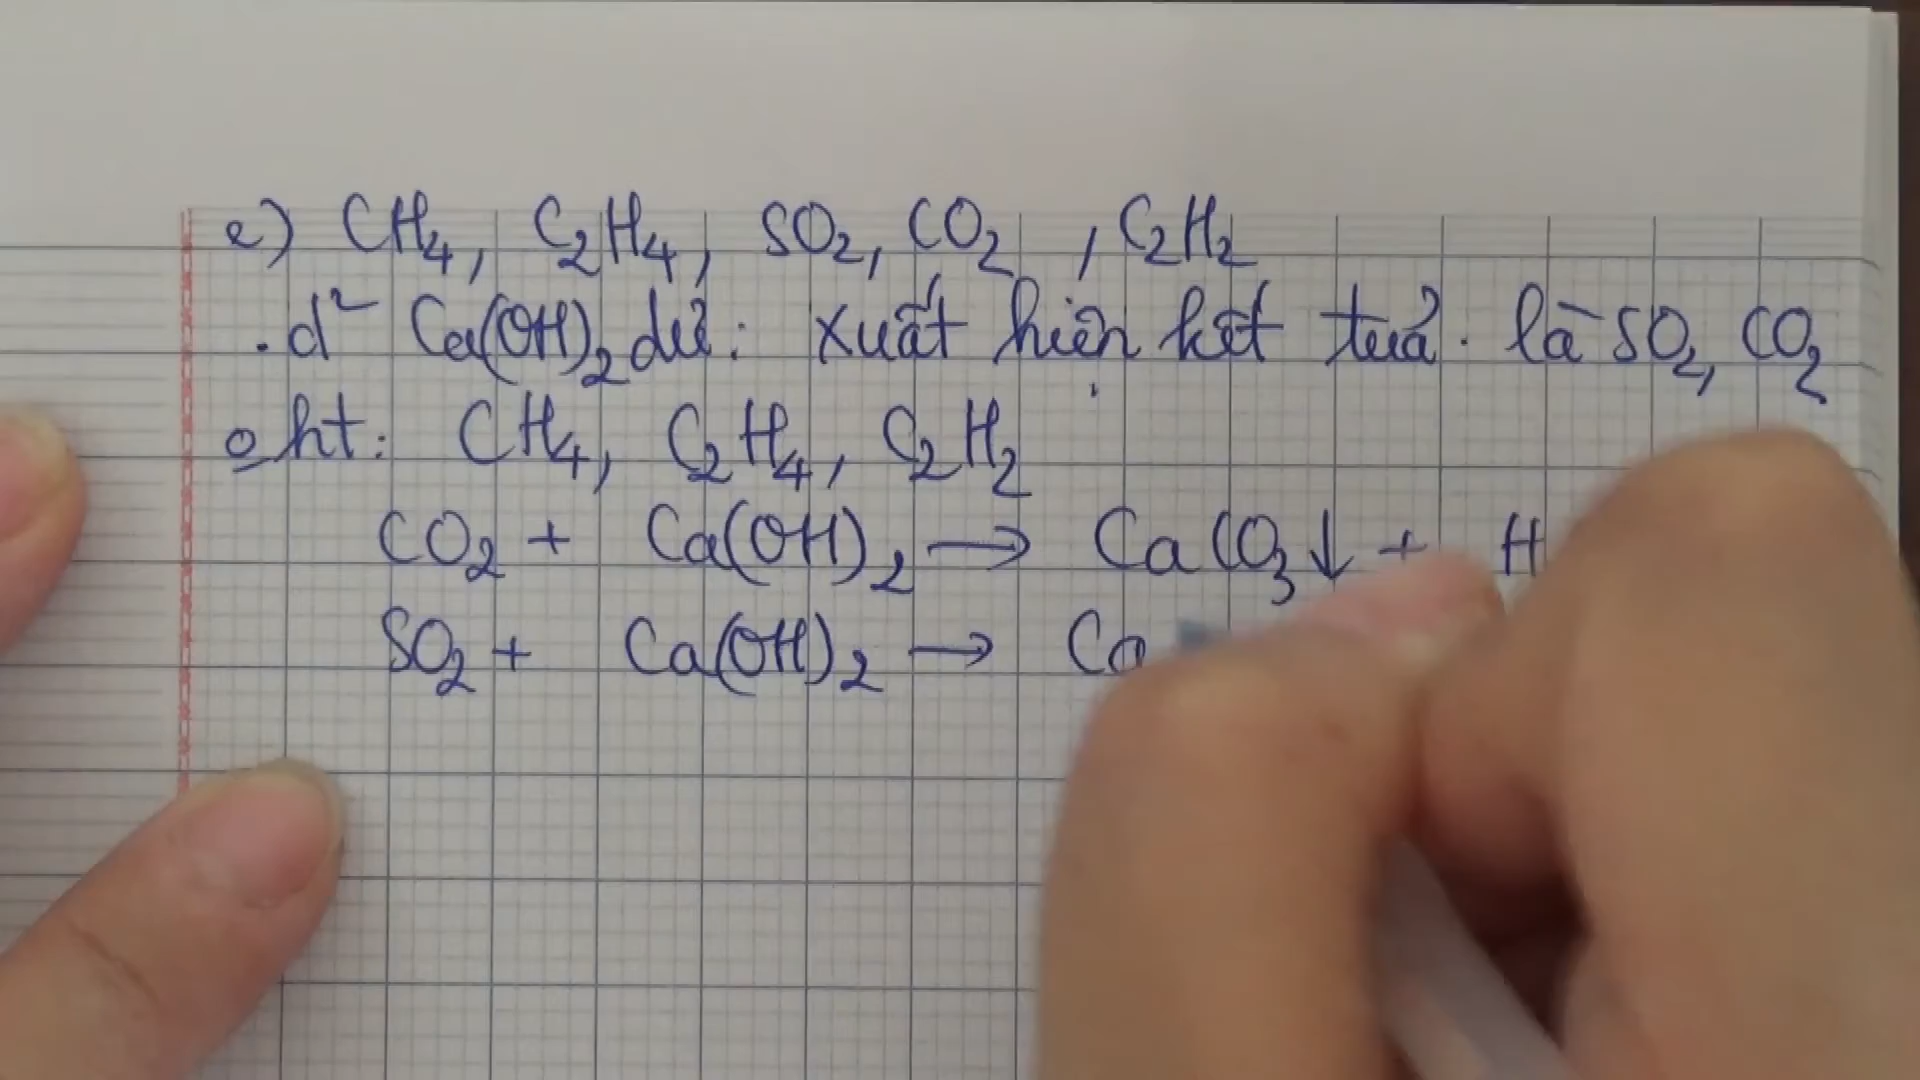 e) CH₄, C₂H₄, SO₂, CO₂, C₂H₂
. d² Ca(OH)₂ dư: xuất hiện kết tủa. là SO₂, CO₂
o ht: CH₄, C₂H₄, C₂H₂
CO₂ + Ca(OH)₂ → CaCO₃↓ + H
SO₂ + Ca(OH)₂ → Ca